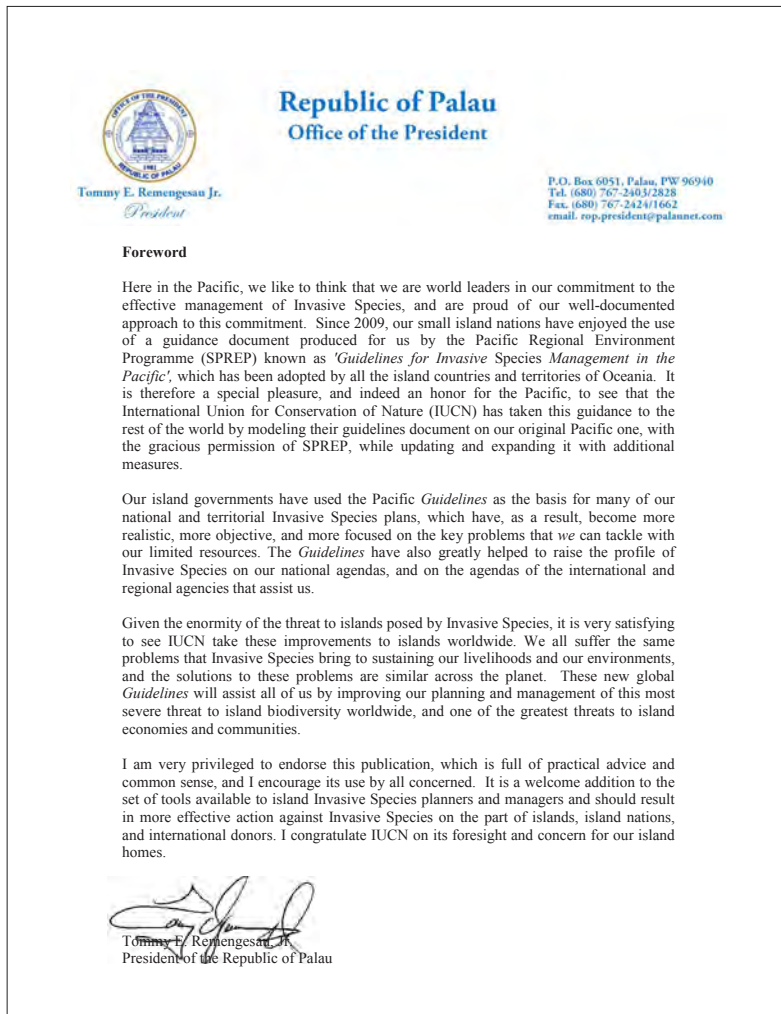 OFFICE OF THE PRESIDENT
1981
REPUBLIC OF PALAU
Republic of Palau
Office of the President
Tommy E. Remengesau Jr.
President
P.O. Box 6051, Palau, PW 96940
Tel. (680) 767-2403/2828
Fax. (680) 767-2424/1662
email. rop.president@palaunet.com
Foreword
Here in the Pacific, we like to think that we are world leaders in our commitment to the
effective management of Invasive Species, and are proud of our well-documented
approach to this commitment. Since 2009, our small island nations have enjoyed the use
of a guidance document produced for us by the Pacific Regional Environment
Programme (SPREP) known as 'Guidelines for Invasive Species Management in the
Pacific', which has been adopted by all the island countries and territories of Oceania. It
is therefore a special pleasure, and indeed an honor for the Pacific, to see that the
International Union for Conservation of Nature (IUCN) has taken this guidance to the
rest of the world by modeling their guidelines document on our original Pacific one, with
the gracious permission of SPREP, while updating and expanding it with additional
measures.
Our island governments have used the Pacific Guidelines as the basis for many of our
national and territorial Invasive Species plans, which have, as a result, become more
realistic, more objective, and more focused on the key problems that we can tackle with
our limited resources. The Guidelines have also greatly helped to raise the profile of
Invasive Species on our national agendas, and on the agendas of the international and
regional agencies that assist us.
Given the enormity of the threat to islands posed by Invasive Species, it is very satisfying
to see IUCN take these improvements to islands worldwide. We all suffer the same
problems that Invasive Species bring to sustaining our livelihoods and our environments,
and the solutions to these problems are similar across the planet. These new global
Guidelines will assist all of us by improving our planning and management of this most
severe threat to island biodiversity worldwide, and one of the greatest threats to island
economies and communities.
I am very privileged to endorse this publication, which is full of practical advice and
common sense, and I encourage its use by all concerned. It is a welcome addition to the
set of tools available to island Invasive Species planners and managers and should result
in more effective action against Invasive Species on the part of islands, island nations,
and international donors. I congratulate IUCN on its foresight and concern for our island
homes.
Tommy E. Remengesau, Jr.
President of the Republic of Palau